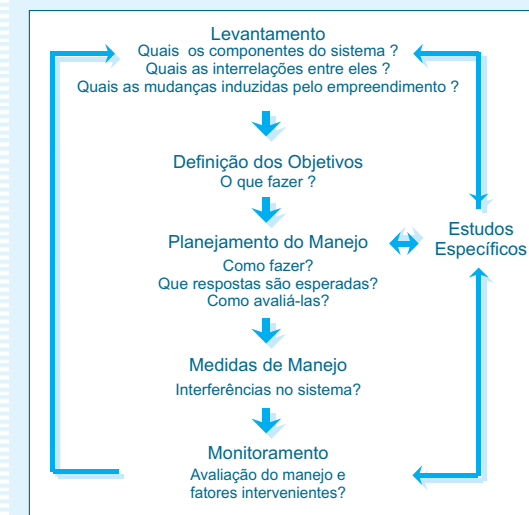 Levantamento
Quais os componentes do sistema ?
Quais as interrelações entre eles ?
Quais as mudanças induzidas pelo empreendimento ?
Definição dos Objetivos
O que fazer ?
Planejamento do Manejo
Como fazer?
Que respostas são esperadas?
Como avaliá-las?
Estudos
Específicos
Medidas de Manejo
Interferências no sistema?
Monitoramento
Avaliação do manejo e
fatores intervenientes?